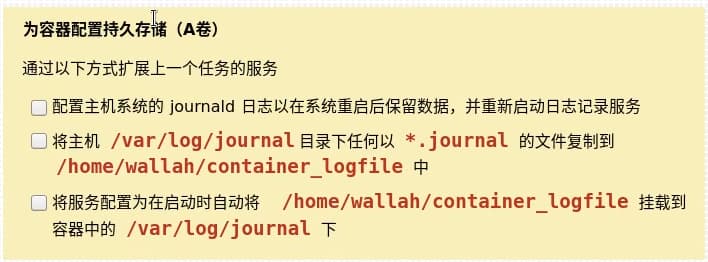 为容器配置持久存储（A卷）
通过以下方式扩展上一个任务的服务
配置主机系统的 journald 日志以在系统重启后保留数据，并重新启动日志记录服务
将主机 /var/log/journal 目录下任何以 *.journal 的文件复制到
/home/wallah/container_logfile 中
将服务配置为在启动时自动将 /home/wallah/container_logfile 挂载到
容器中的 /var/log/journal 下